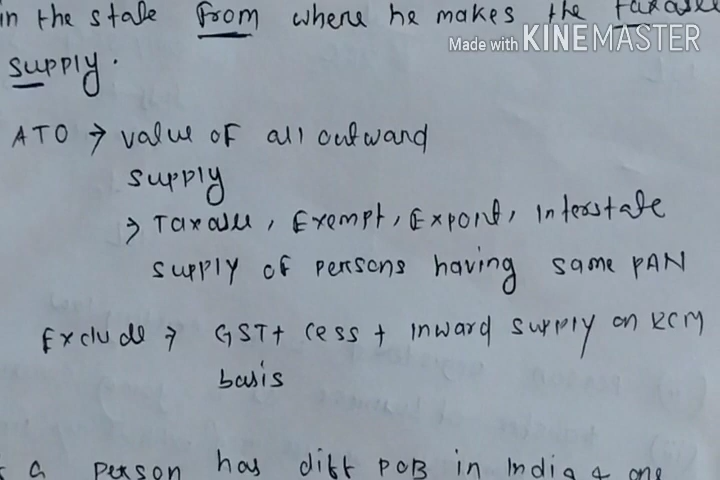 in the state From where he makes the taxable
Made with KINEMASTER
supply.
ATO → value of all outward
supply
→ Taxable, Exempt, Export, Interstate
supply of persons having same PAN
Exclude → GST + Cess + inward supply on RCM
basis
a person has diff POB in India & one